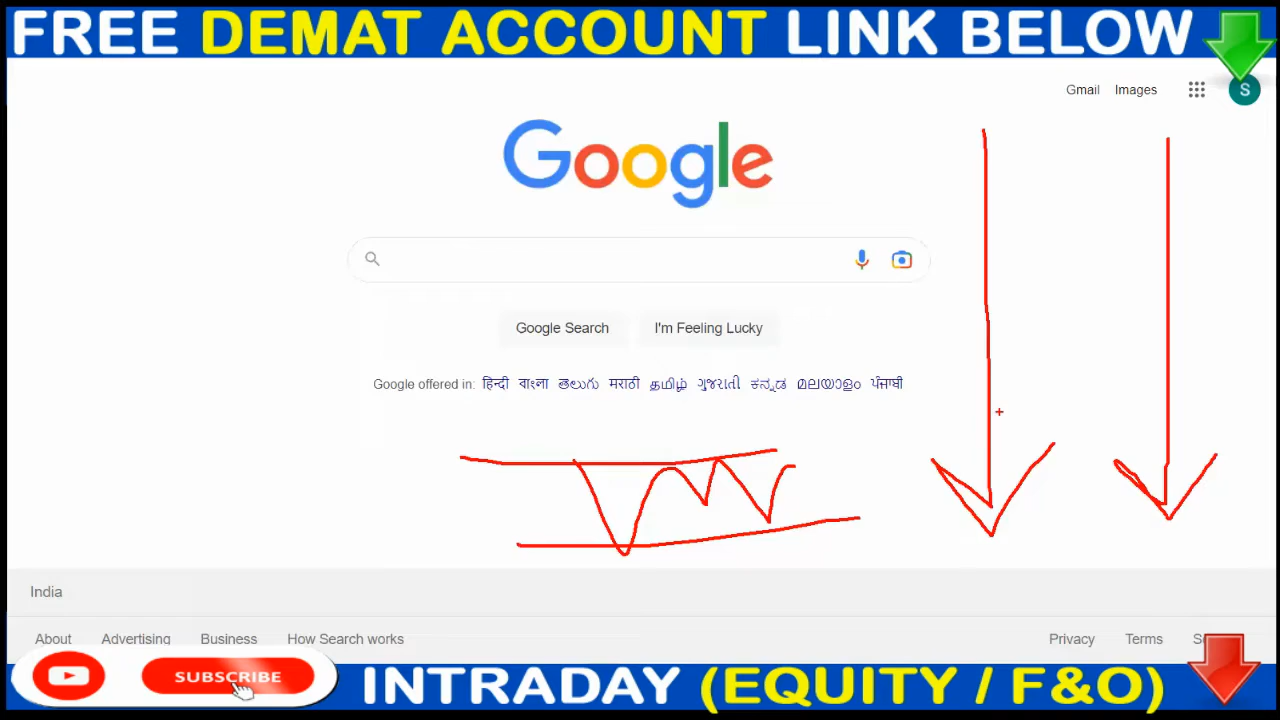 FREE DEMAT ACCOUNT LINK BELOW
Gmail Images
S
Google
Google Search I'm Feeling Lucky
Google offered in: हिन्दी বাংলা తెలుగు मराठी தமிழ் ગુજરાતી ಕನ್ನಡ മലയാളം ਪੰਜਾਬੀ
India
About Advertising Business How Search works Privacy Terms
SUBSCRIBE
INTRADAY (EQUITY / F&O)